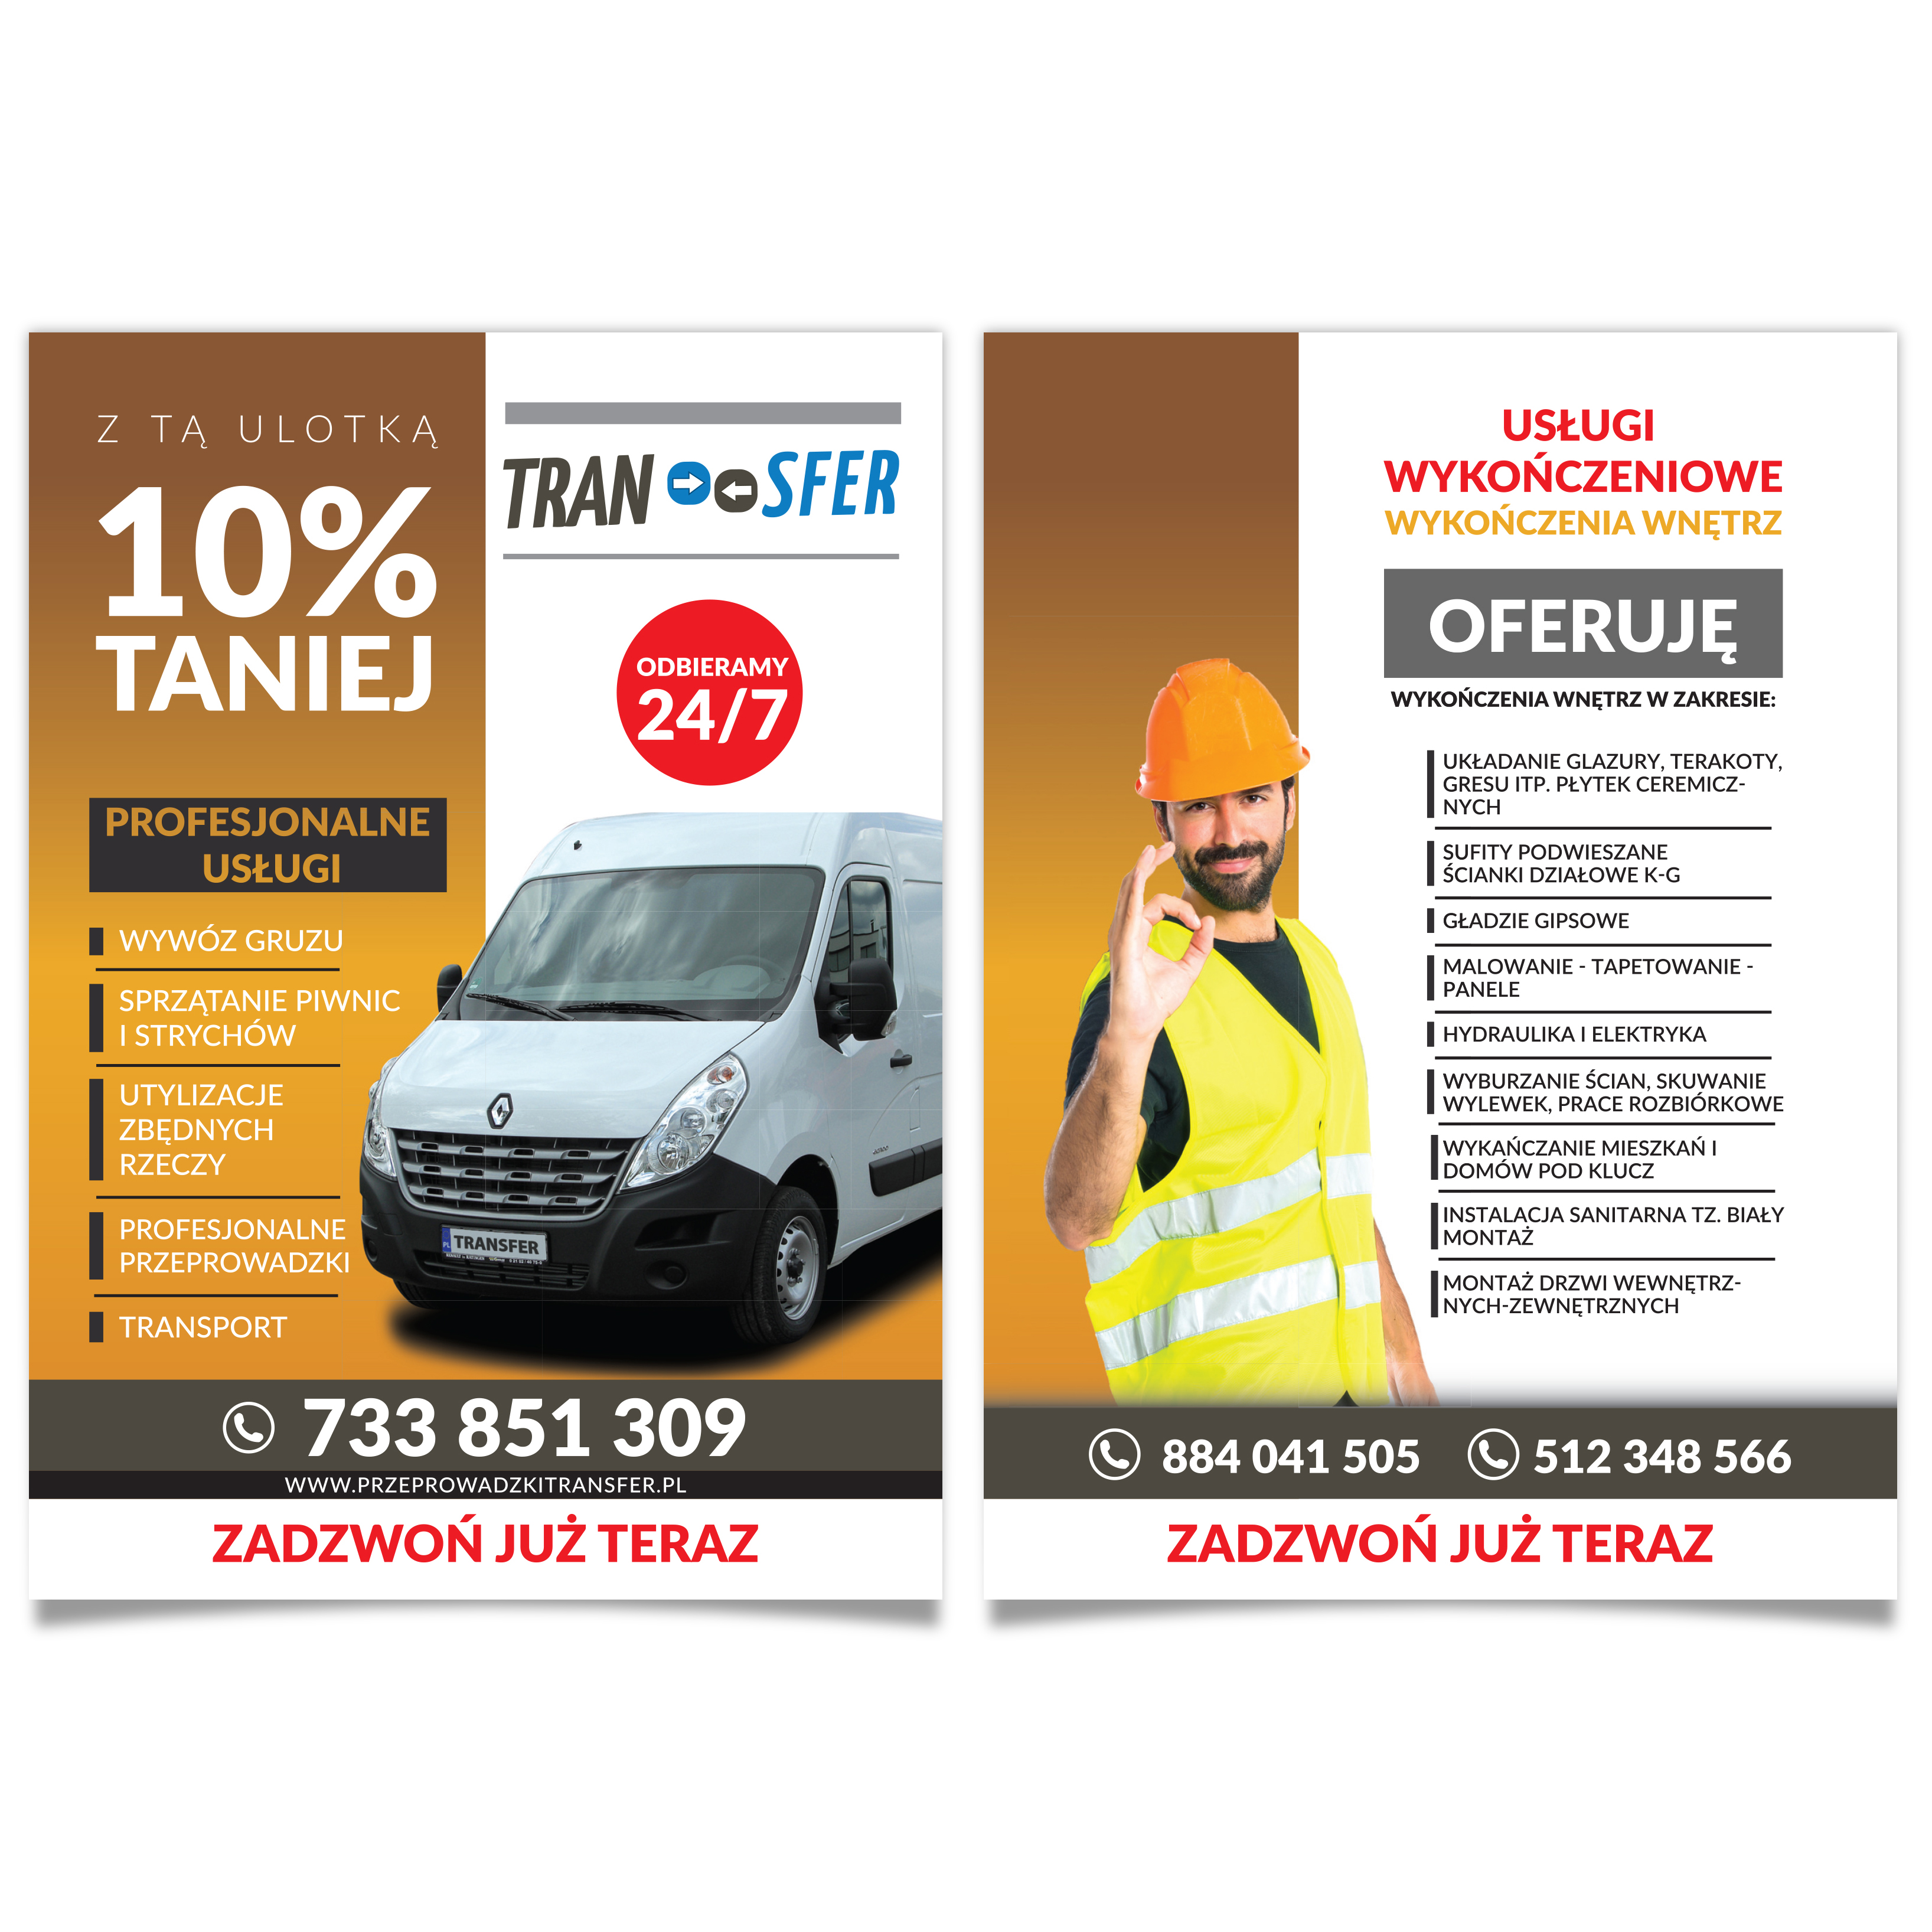 Z TĄ ULOTKĄ
10%
TANIEJ
PROFESJONALNE
USŁUGI
WYWÓZ GRUZU
SPRZĄTANIE PIWNIC
I STRYCHÓW
UTYLIZACJE
ZBĘDNYCH
RZECZY
PROFESJONALNE
PRZEPROWADZKI
TRANSPORT
TRAN SFER
ODBIERAMY
24/7
PL TRANSFER
733 851 309
WWW.PRZEPROWADZKITRANSFER.PL
ZADZWOŃ JUŻ TERAZ
USŁUGI
WYKOŃCZENIOWE
WYKOŃCZENIA WNĘTRZ
OFERUJĘ
WYKOŃCZENIA WNĘTRZ W ZAKRESIE:
UKŁADANIE GLAZURY, TERAKOTY,
GRESU ITP. PŁYTEK CEREMICZ-
NYCH
SUFITY PODWIESZANE
ŚCIANKI DZIAŁOWE K-G
GŁADZIE GIPSOWE
MALOWANIE - TAPETOWANIE -
PANELE
HYDRAULIKA I ELEKTRYKA
WYBURZANIE ŚCIAN, SKUWANIE
WYLEWEK, PRACE ROZBIÓRKOWE
WYKAŃCZANIE MIESZKAŃ I
DOMÓW POD KLUCZ
INSTALACJA SANITARNA TZ. BIAŁY
MONTAŻ
MONTAŻ DRZWI WEWNĘTRZ-
NYCH-ZEWNĘTRZNYCH
884 041 505 512 348 566
ZADZWOŃ JUŻ TERAZ